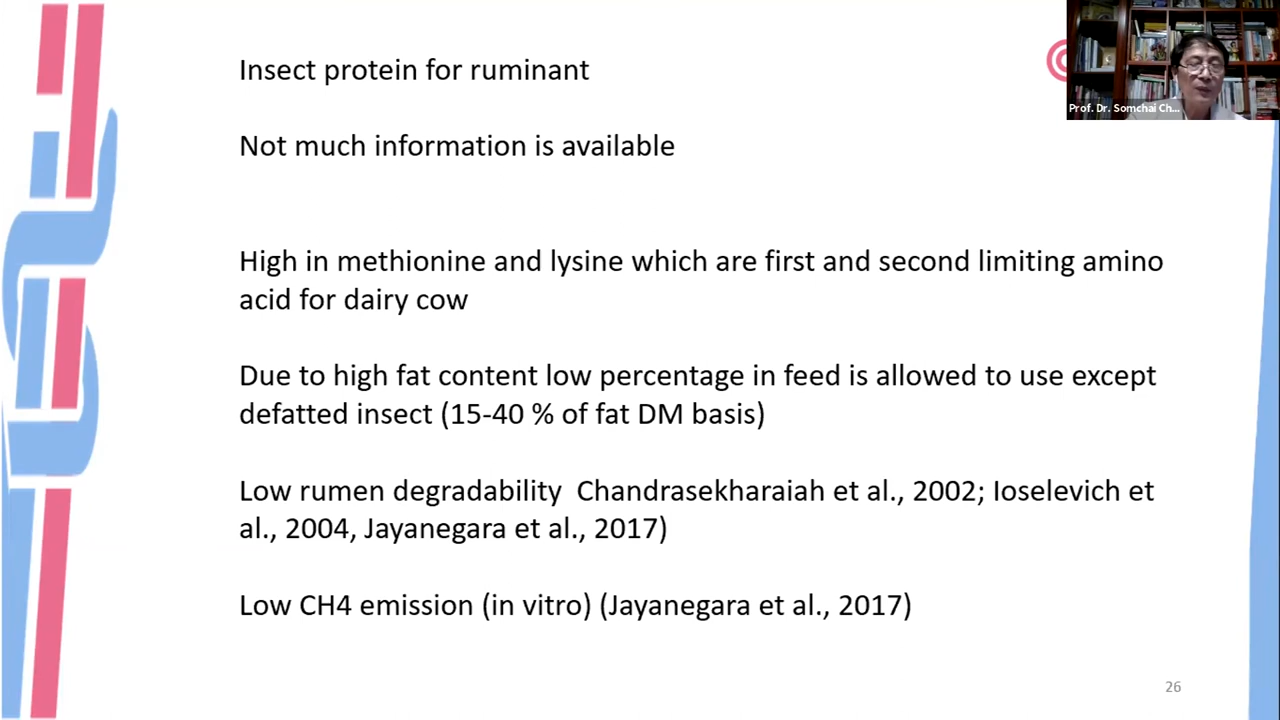 Insect protein for ruminant
Prof. Dr. Somchai Ch...
Not much information is available
High in methionine and lysine which are first and second limiting amino
acid for dairy cow
Due to high fat content low percentage in feed is allowed to use except
defatted insect (15-40 % of fat DM basis)
Low rumen degradability  Chandrasekharaiah et al., 2002; Ioselevich et
al., 2004, Jayanegara et al., 2017)
Low CH4 emission (in vitro) (Jayanegara et al., 2017)
26